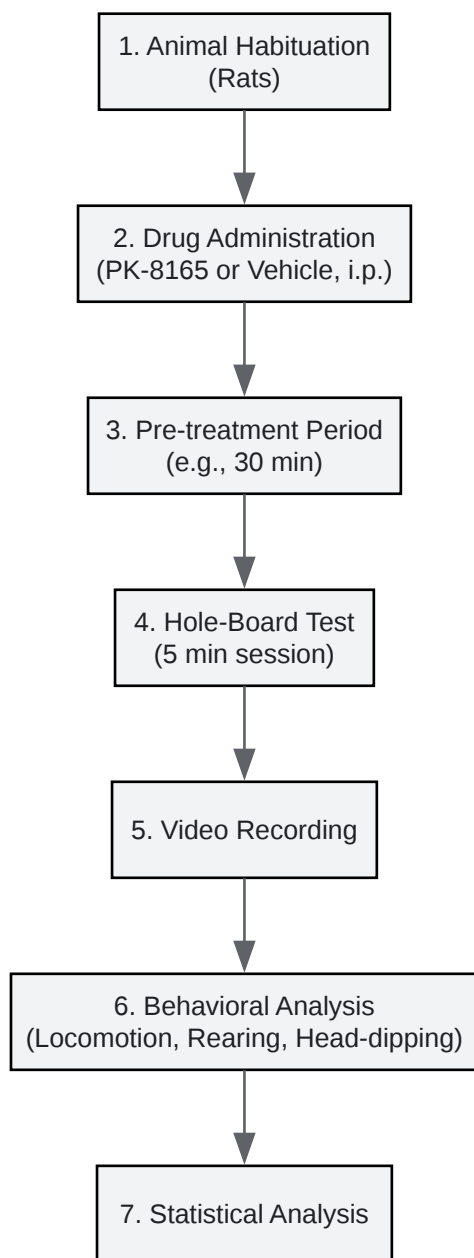 1. Animal Habituation
(Rats)
2. Drug Administration
(PK-8165 or Vehicle, i.p.)
3. Pre-treatment Period
(e.g., 30 min)
4. Hole-Board Test
(5 min session)
5. Video Recording
6. Behavioral Analysis
(Locomotion, Rearing, Head-dipping)
7. Statistical Analysis